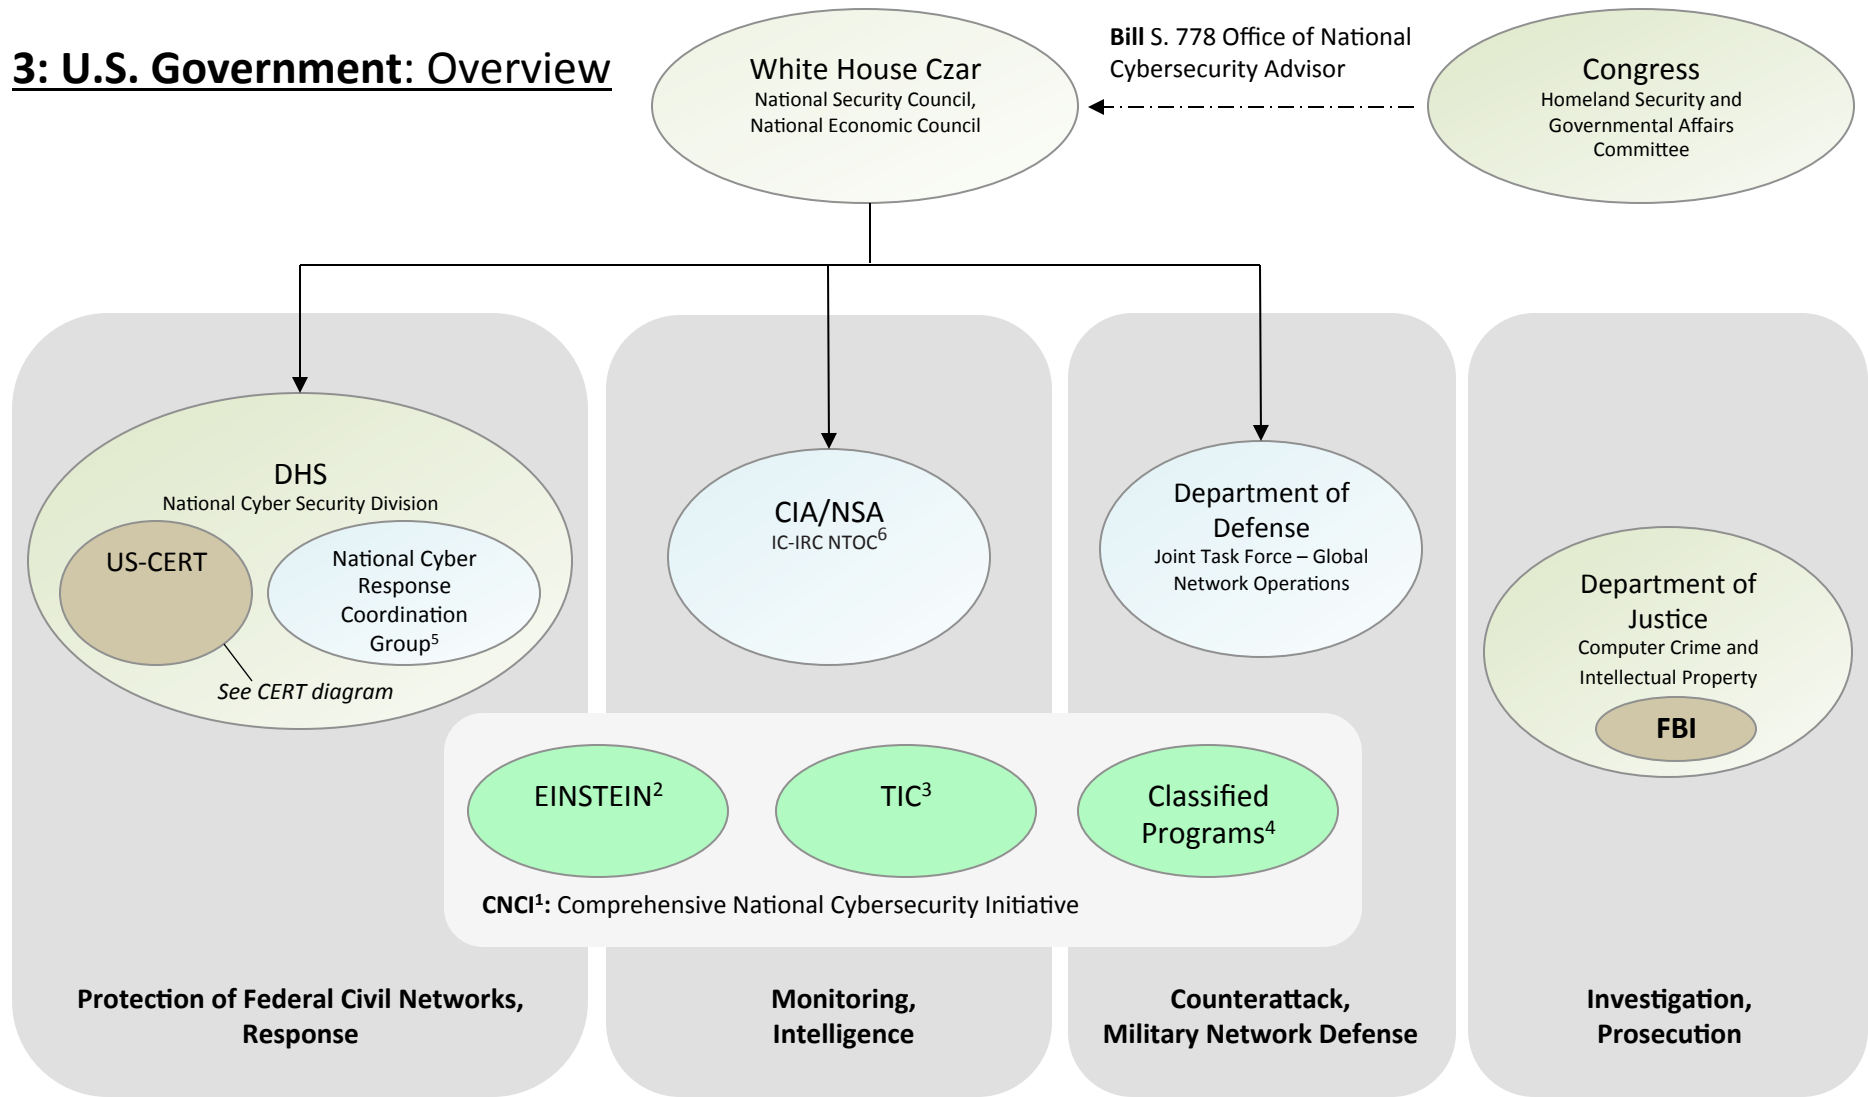 3: U.S. Government: Overview
White House Czar
National Security Council,
National Economic Council
Bill S. 778 Office of National
Cybersecurity Advisor
Congress
Homeland Security and
Governmental Affairs
Committee
DHS
National Cyber Security Division
US-CERT
National Cyber
Response
Coordination
Group⁵
See CERT diagram
CIA/NSA
IC-IRC NTOC⁶
Department of
Defense
Joint Task Force – Global
Network Operations
Department of
Justice
Computer Crime and
Intellectual Property
FBI
EINSTEIN²
TIC³
Classified
Programs⁴
CNCI¹: Comprehensive National Cybersecurity Initiative
Protection of Federal Civil Networks,
Response
Monitoring,
Intelligence
Counterattack,
Military Network Defense
Investigation,
Prosecution